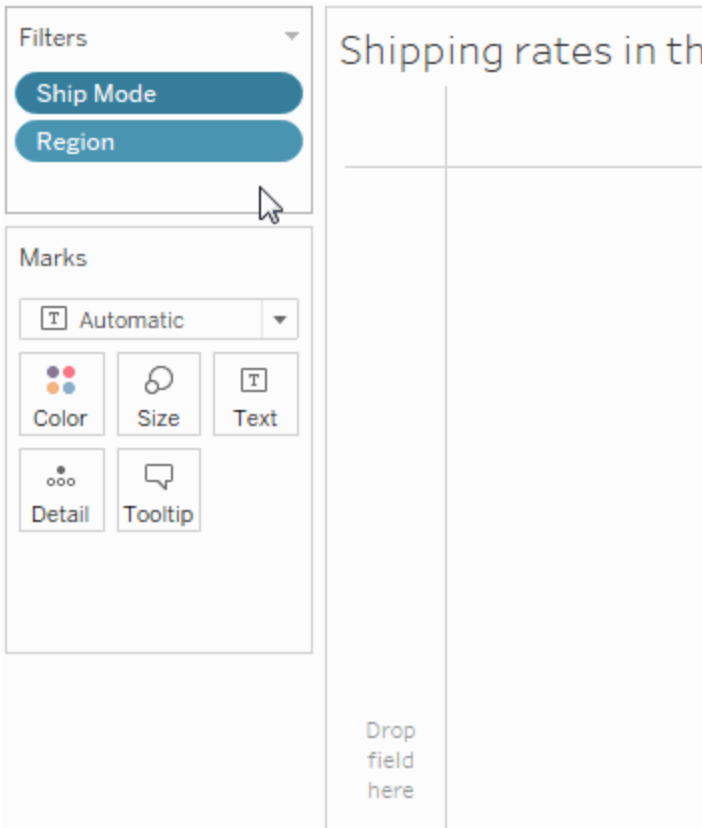 Filters
Ship Mode
Region
Marks
T Automatic
Color Size T Text
Detail Tooltip
Shipping rates in th
Drop
field
here